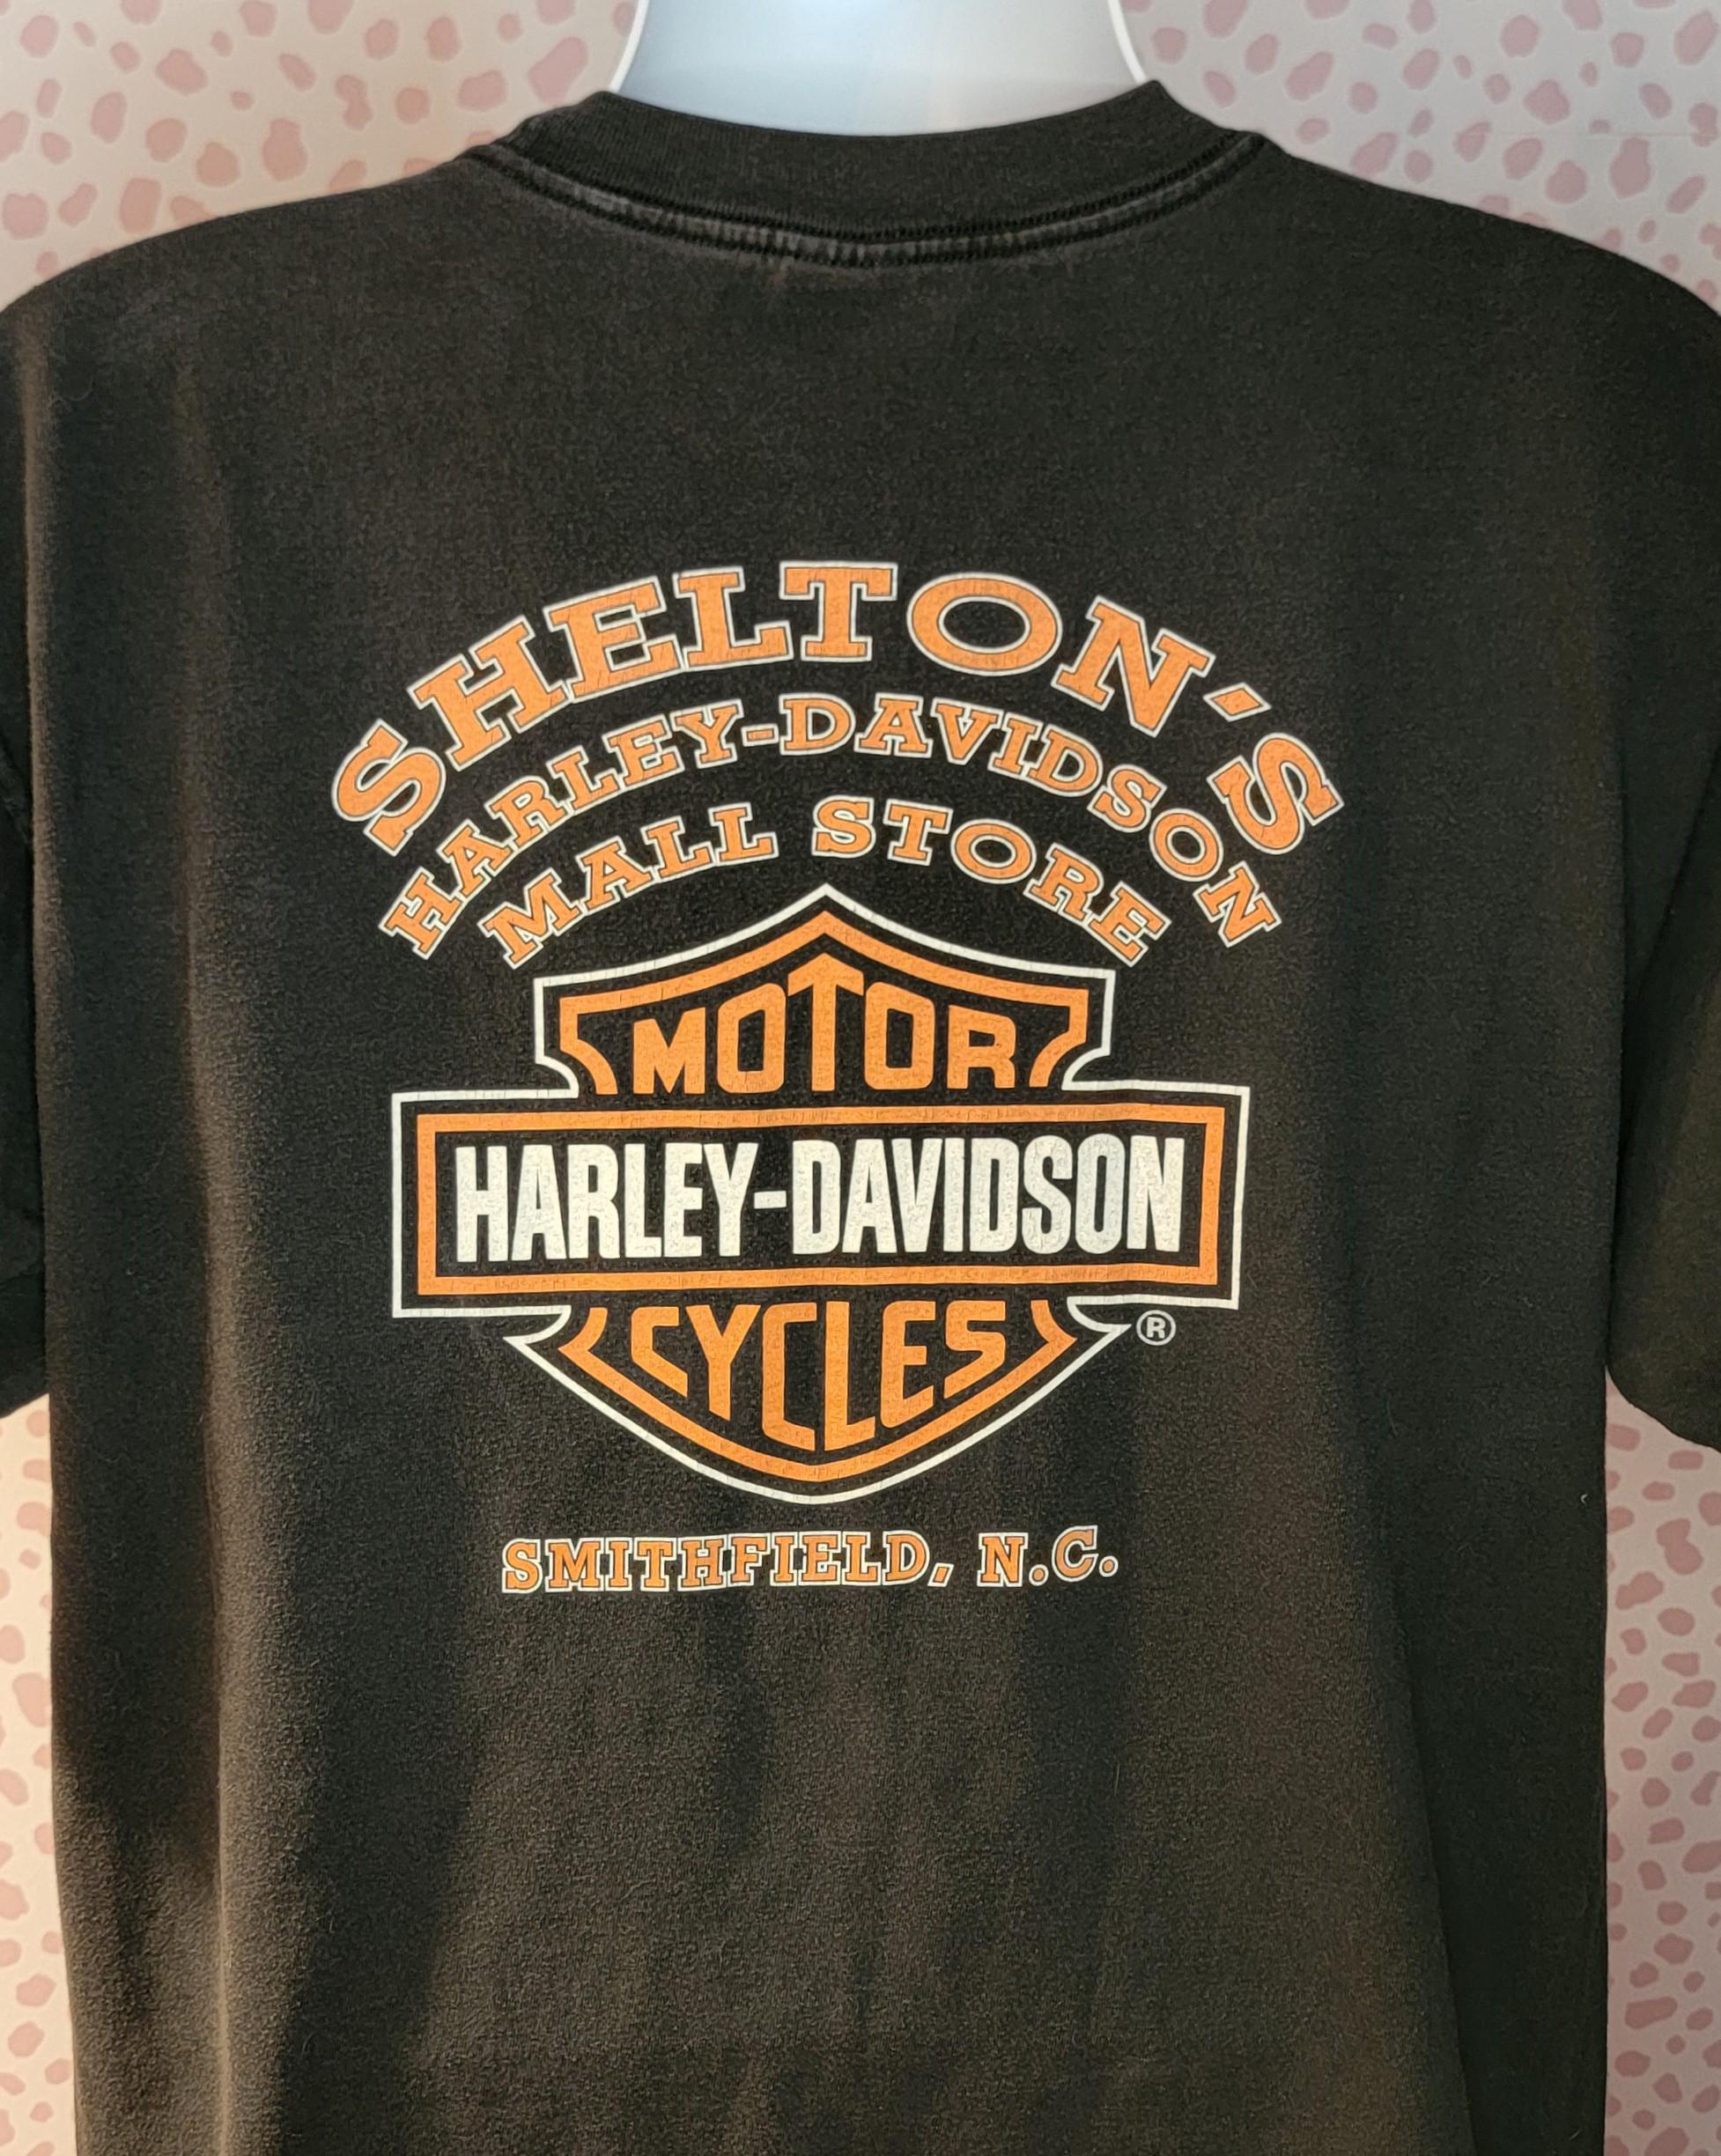 SHELTON'S
HARLEY-DAVIDSON
MALL STORE
MOTOR
HARLEY-DAVIDSON
CYCLES
®
SMITHFIELD, N.C.